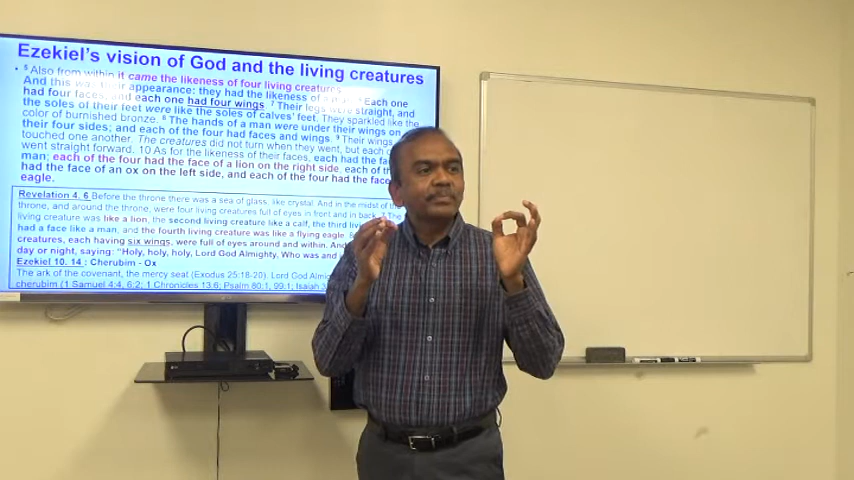 Ezekiel's vision of God and the living creatures
• 5 Also from within it came the likeness of four living creatures.
And this was their appearance: they had the likeness of a man. 6 Each one
had four faces, and each one had four wings. 7 Their legs were straight, and
the soles of their feet were like the soles of calves' feet. They sparkled like the
color of burnished bronze. 8 The hands of a man were under their wings on
their four sides; and each of the four had faces and wings. 9 Their wings
touched one another. The creatures did not turn when they went, but each o
went straight forward. 10 As for the likeness of their faces, each had the fa
man; each of the four had the face of a lion on the right side, each of th
had the face of an ox on the left side, and each of the four had the face
eagle.
Revelation 4. 6 Before the throne there was a sea of glass, like crystal. And in the midst of the
throne, and around the throne, were four living creatures full of eyes in front and in back. 7 The
living creature was like a lion, the second living creature like a calf, the third liv
had a face like a man, and the fourth living creature was like a flying eagle.
creatures, each having six wings, were full of eyes around and within. And
day or night, saying: "Holy, holy, holy, Lord God Almighty, Who was and
Ezekiel 10. 14 : Cherubim - Ox
The ark of the covenant, the mercy seat (Exodus 25:18-20). Lord God Almig
cherubim (1 Samuel 4:4, 6:2; 1 Chronicles 13.6; Psalm 80:1, 99:1; Isaiah 3